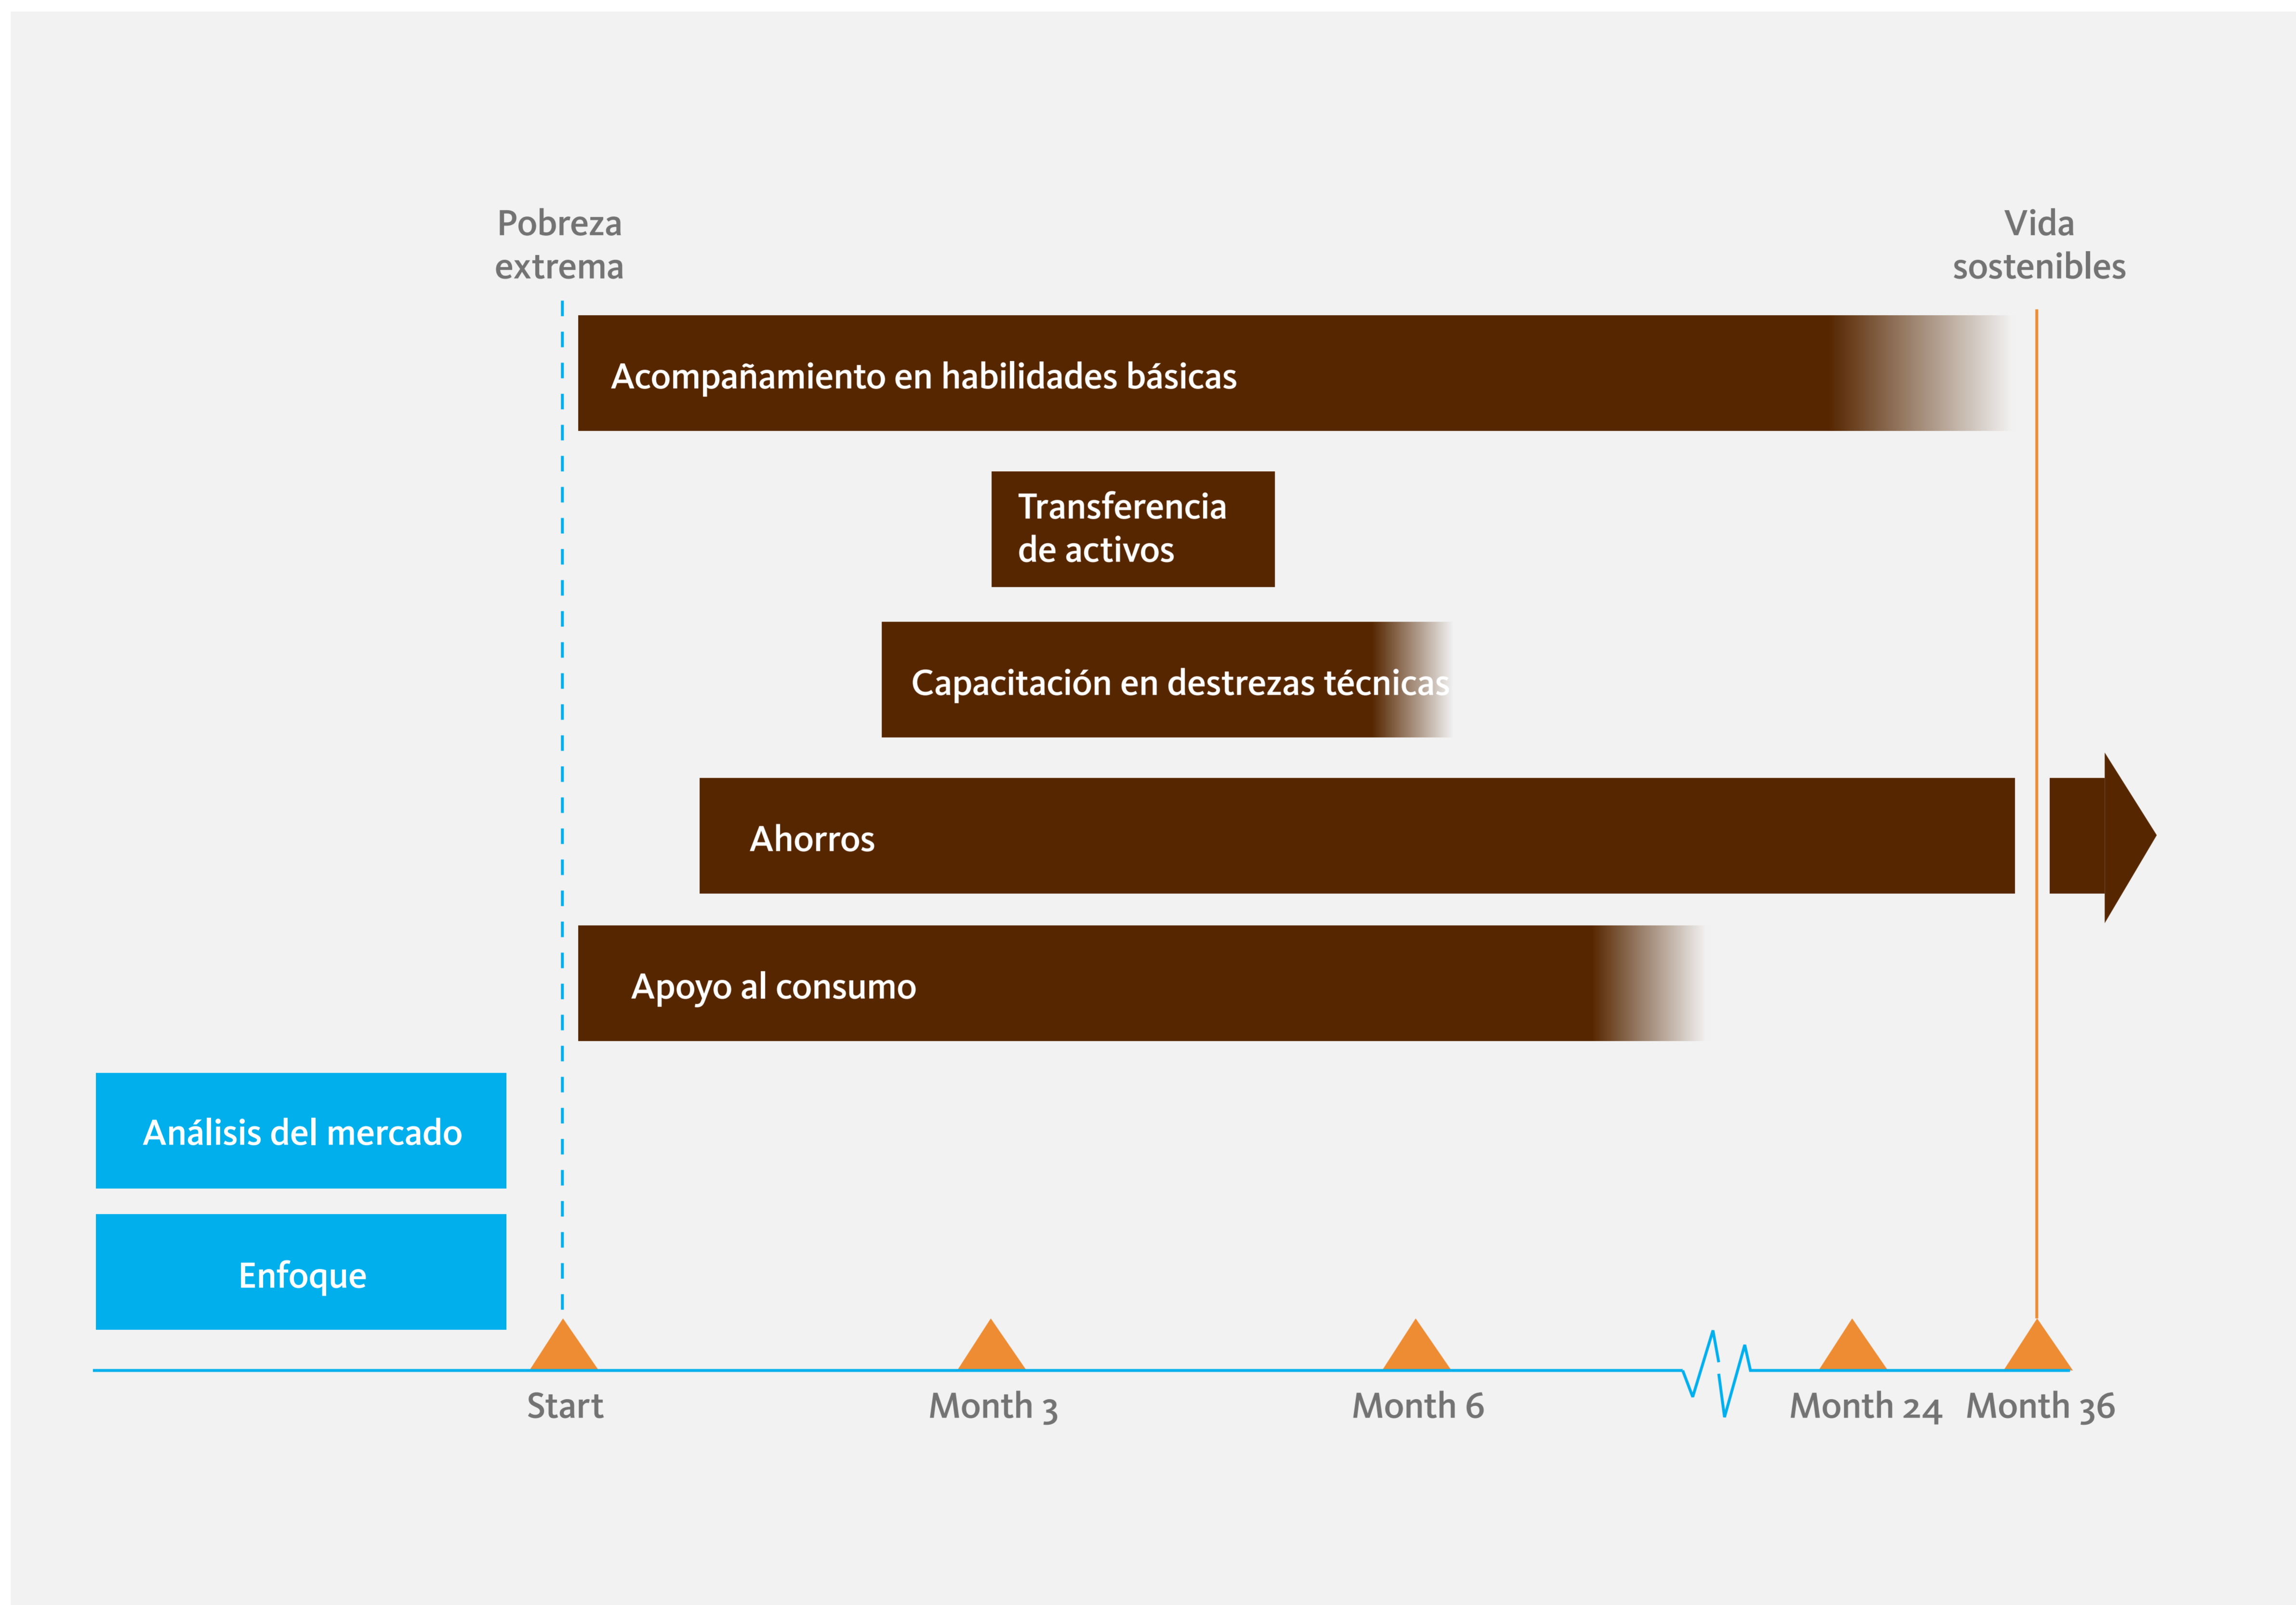 Pobreza
extrema
Vida
sostenibles
Acompañamiento en habilidades básicas
Transferencia
de activos
Capacitación en destrezas técnicas
Ahorros
Apoyo al consumo
Análisis del mercado
Enfoque
Start
Month 3
Month 6
Month 24
Month 36